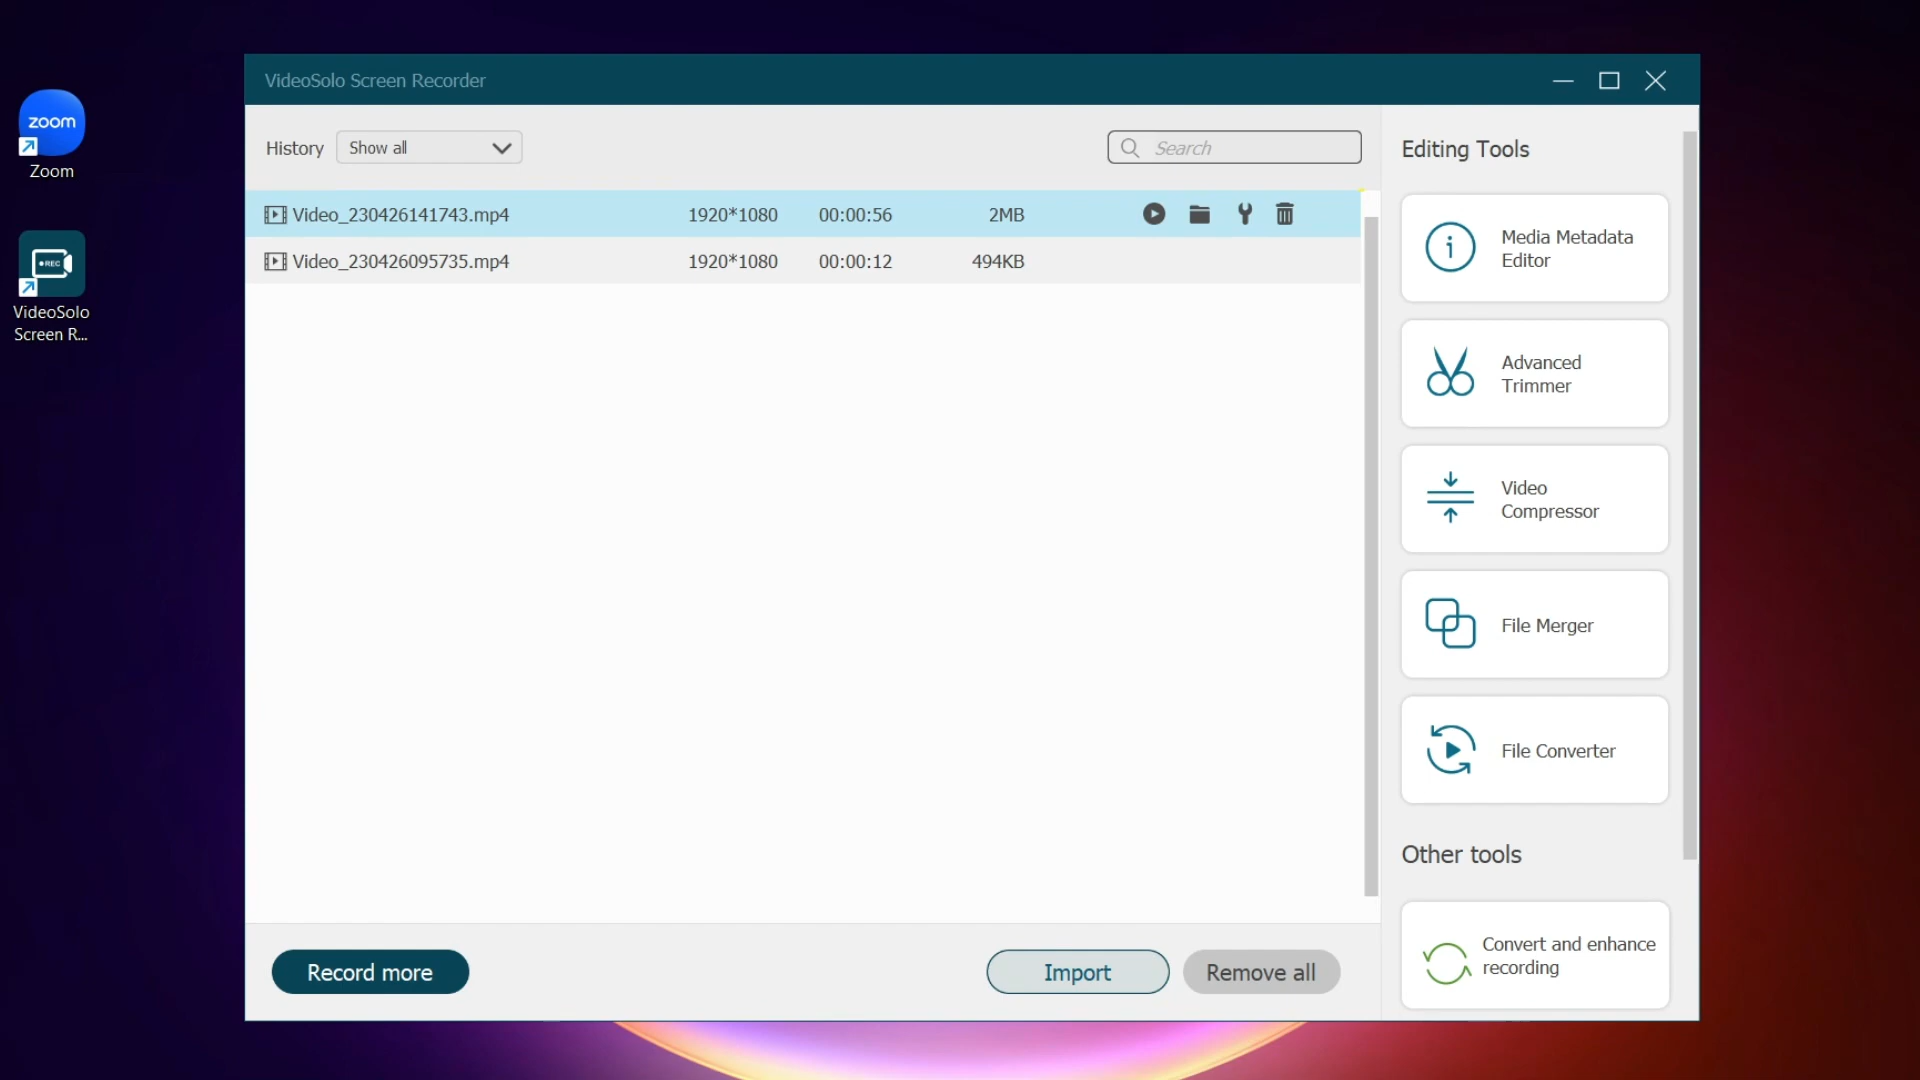 VideoSolo Screen Recorder
zoom
Zoom
REC
VideoSolo
Screen R...
History
Show all
Search
Video_230426141743.mp4 1920*1080 00:00:56 2MB
Video_230426095735.mp4 1920*1080 00:00:12 494KB
Editing Tools
i
Media Metadata
Editor
Advanced
Trimmer
Video
Compressor
File Merger
File Converter
Other tools
Convert and enhance
recording
Record more
Import
Remove all